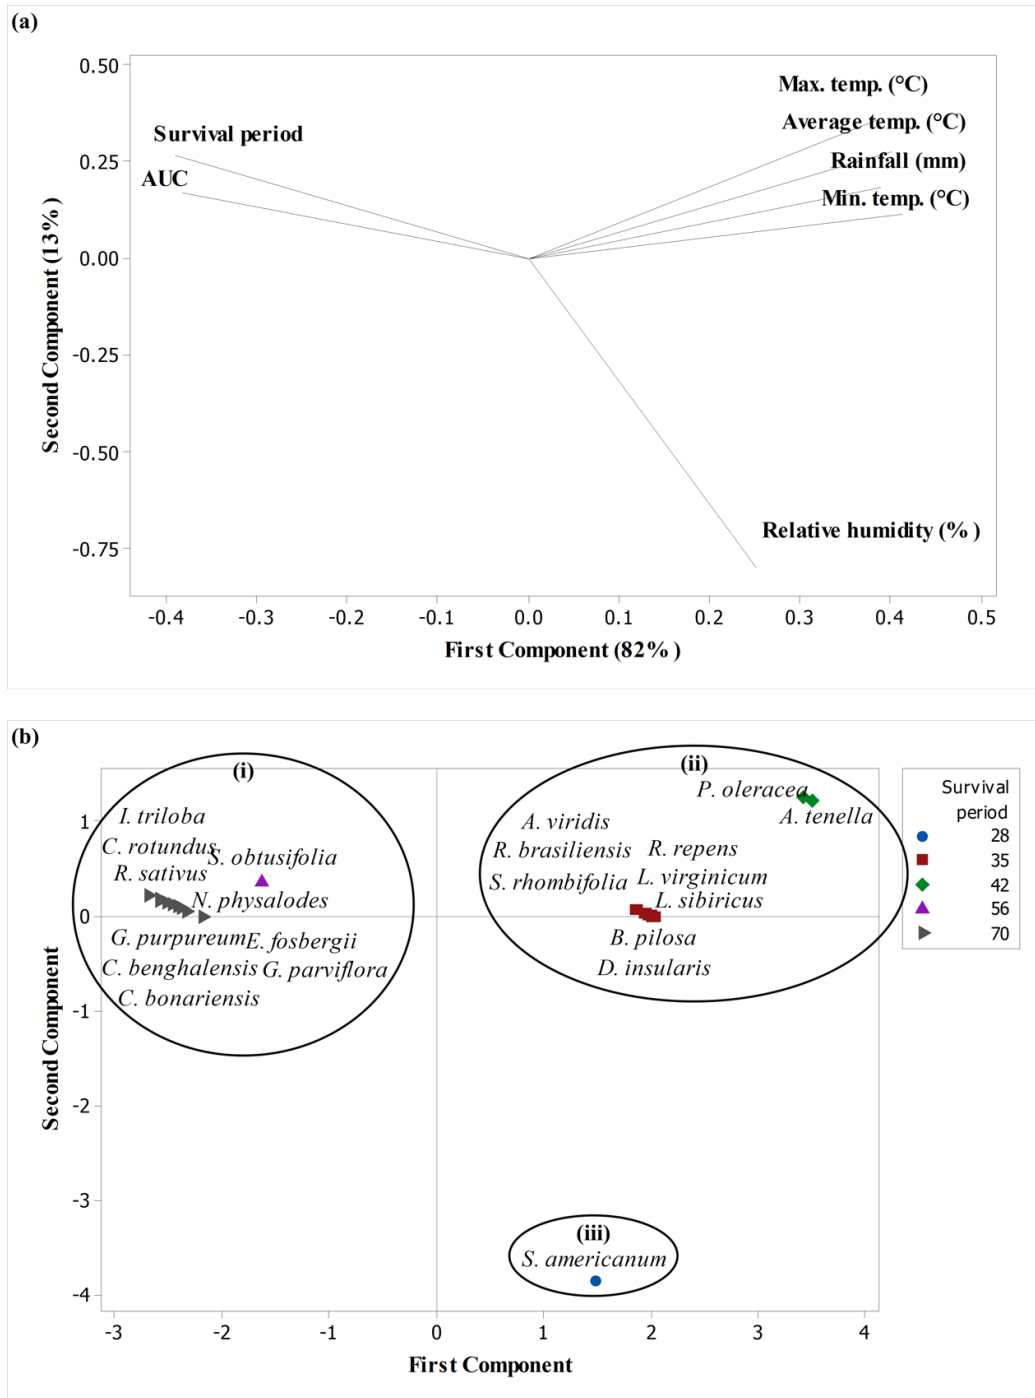 (a)
0.50
0.25
0.00
-0.25
-0.50
-0.75
Second Component (13%)
Survival period
AUC
Max. temp. (°C)
Average temp. (°C)
Rainfall (mm)
Min. temp. (°C)
Relative humidity (%)
-0.4 -0.3 -0.2 -0.1 0.0 0.1 0.2 0.3 0.4 0.5
First Component (82%)
(b)
1
0
-1
-2
-3
-4
Second Component
(i)
I. triloba
C. rotundus
S. obtusifolia
R. sativus
N. physalodes
G. purpureum
E. fosbergii
C. benghalensis
G. parviflora
C. bonariensis
(ii)
P. oleracea
A. tenella
A. viridis
R. brasiliensis
R. repens
S. rhombifolia
L. virginicum
L. sibiricus
B. pilosa
D. insularis
(iii)
S. americanum
-3 -2 -1 0 1 2 3 4
First Component
Survival
period
28
35
42
56
70